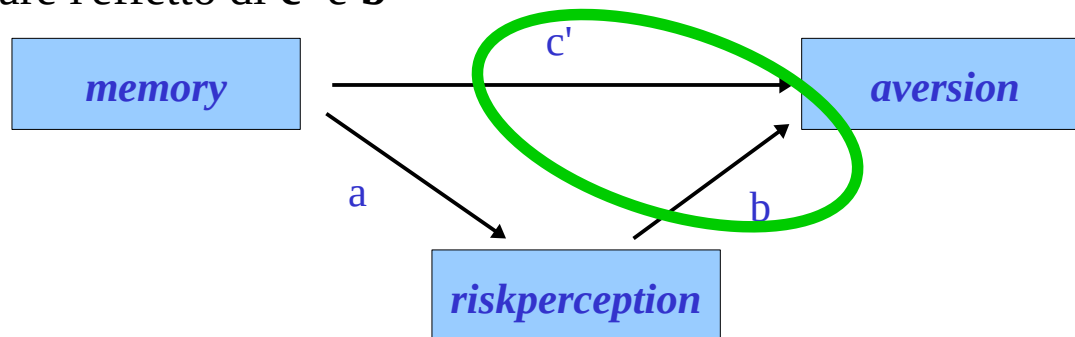 l'effetto di c' e b
c'
memory
aversion
a
b
riskperception